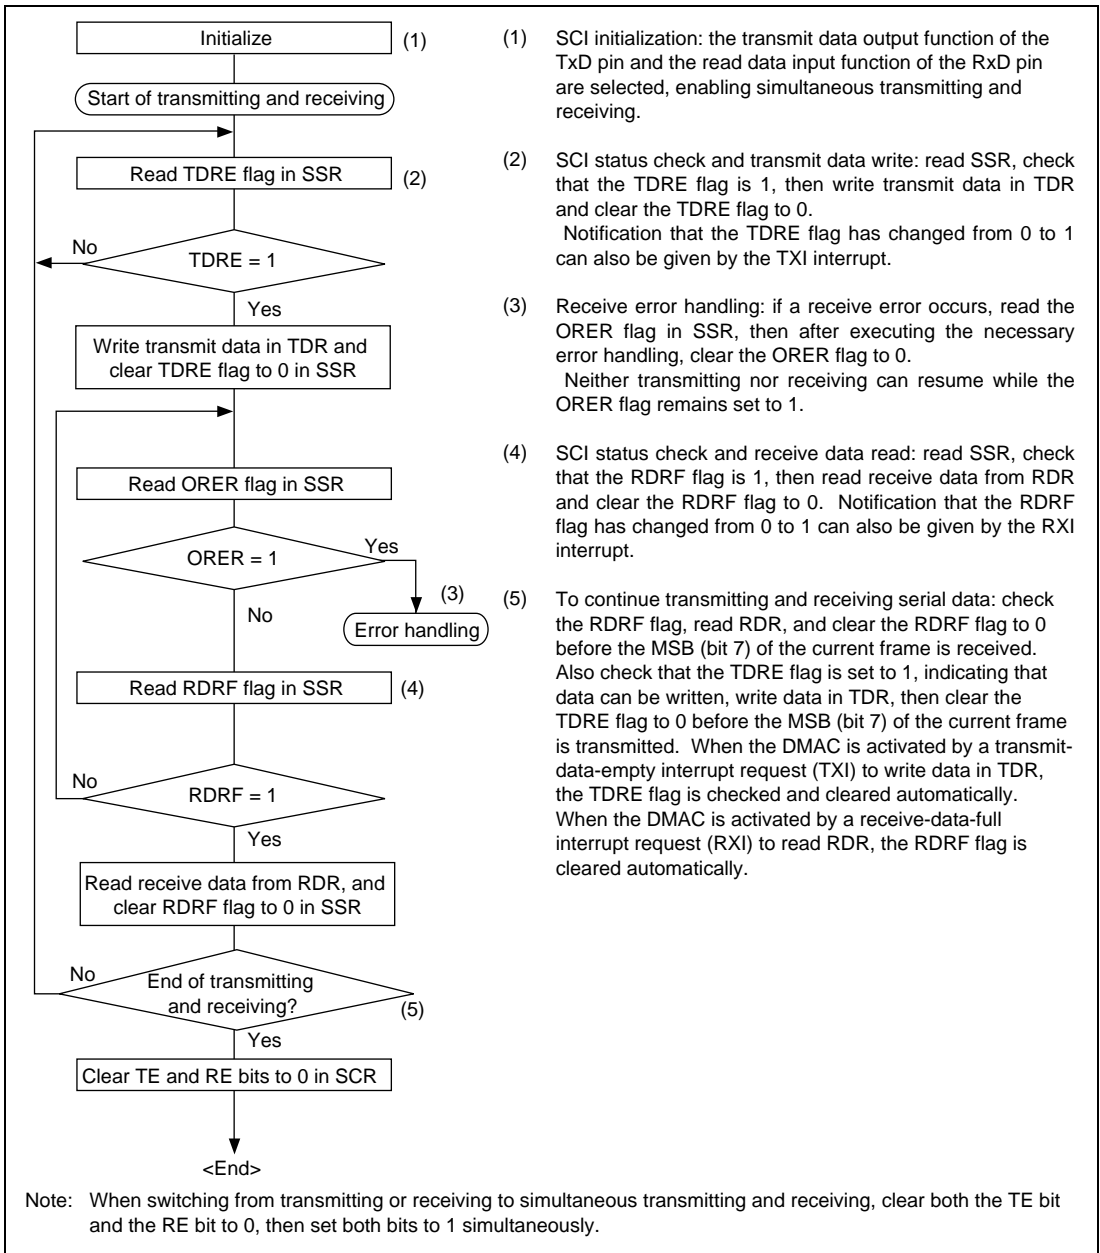 Initialize
(1)
Start of transmitting and receiving
Read TDRE flag in SSR
(2)
No
TDRE = 1
Yes
Write transmit data in TDR and
clear TDRE flag to 0 in SSR
Read ORER flag in SSR
ORER = 1
Yes
(3)
No
Error handling
Read RDRF flag in SSR
(4)
No
RDRF = 1
Yes
Read receive data from RDR, and
clear RDRF flag to 0 in SSR
No
End of transmitting
and receiving?
(5)
Yes
Clear TE and RE bits to 0 in SCR
<End>
(1) SCI initialization: the transmit data output function of the
TxD pin and the read data input function of the RxD pin
are selected, enabling simultaneous transmitting and
receiving.
(2) SCI status check and transmit data write: read SSR, check
that the TDRE flag is 1, then write transmit data in TDR
and clear the TDRE flag to 0.
Notification that the TDRE flag has changed from 0 to 1
can also be given by the TXI interrupt.
(3) Receive error handling: if a receive error occurs, read the
ORER flag in SSR, then after executing the necessary
error handling, clear the ORER flag to 0.
Neither transmitting nor receiving can resume while the
ORER flag remains set to 1.
(4) SCI status check and receive data read: read SSR, check
that the RDRF flag is 1, then read receive data from RDR
and clear the RDRF flag to 0. Notification that the RDRF
flag has changed from 0 to 1 can also be given by the RXI
interrupt.
(5) To continue transmitting and receiving serial data: check
the RDRF flag, read RDR, and clear the RDRF flag to 0
before the MSB (bit 7) of the current frame is received.
Also check that the TDRE flag is set to 1, indicating that
data can be written, write data in TDR, then clear the
TDRE flag to 0 before the MSB (bit 7) of the current frame
is transmitted. When the DMAC is activated by a transmit-
data-empty interrupt request (TXI) to write data in TDR,
the TDRE flag is checked and cleared automatically.
When the DMAC is activated by a receive-data-full
interrupt request (RXI) to read RDR, the RDRF flag is
cleared automatically.
Note: When switching from transmitting or receiving to simultaneous transmitting and receiving, clear both the TE bit
and the RE bit to 0, then set both bits to 1 simultaneously.